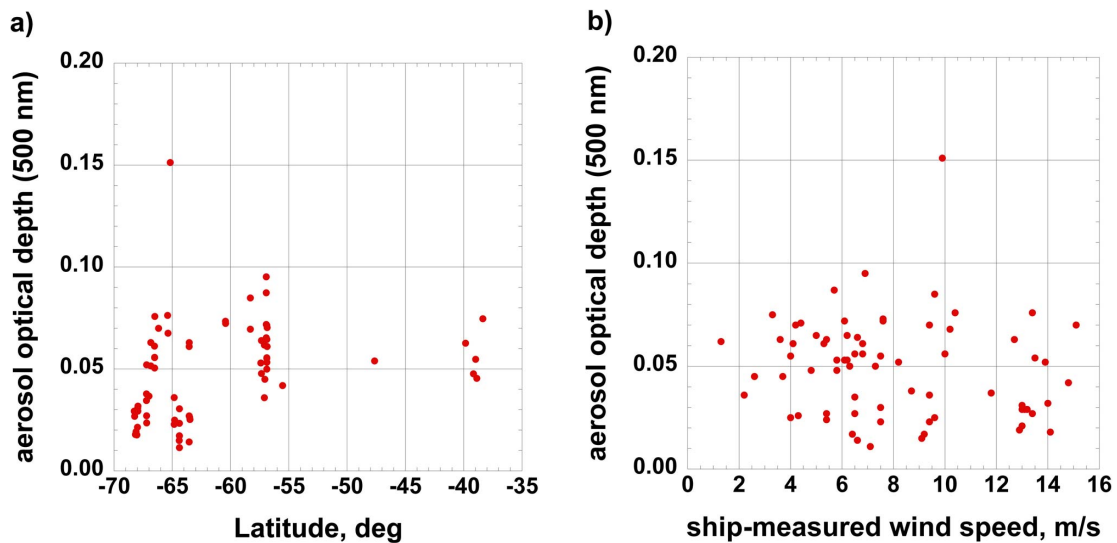 a)
aerosol optical depth (500 nm)
0.20
0.15
0.10
0.05
0.00
-70 -65 -60 -55 -50 -45 -40 -35
Latitude, deg
b)
aerosol optical depth (500 nm)
0.20
0.15
0.10
0.05
0.00
0 2 4 6 8 10 12 14 16
ship-measured wind speed, m/s